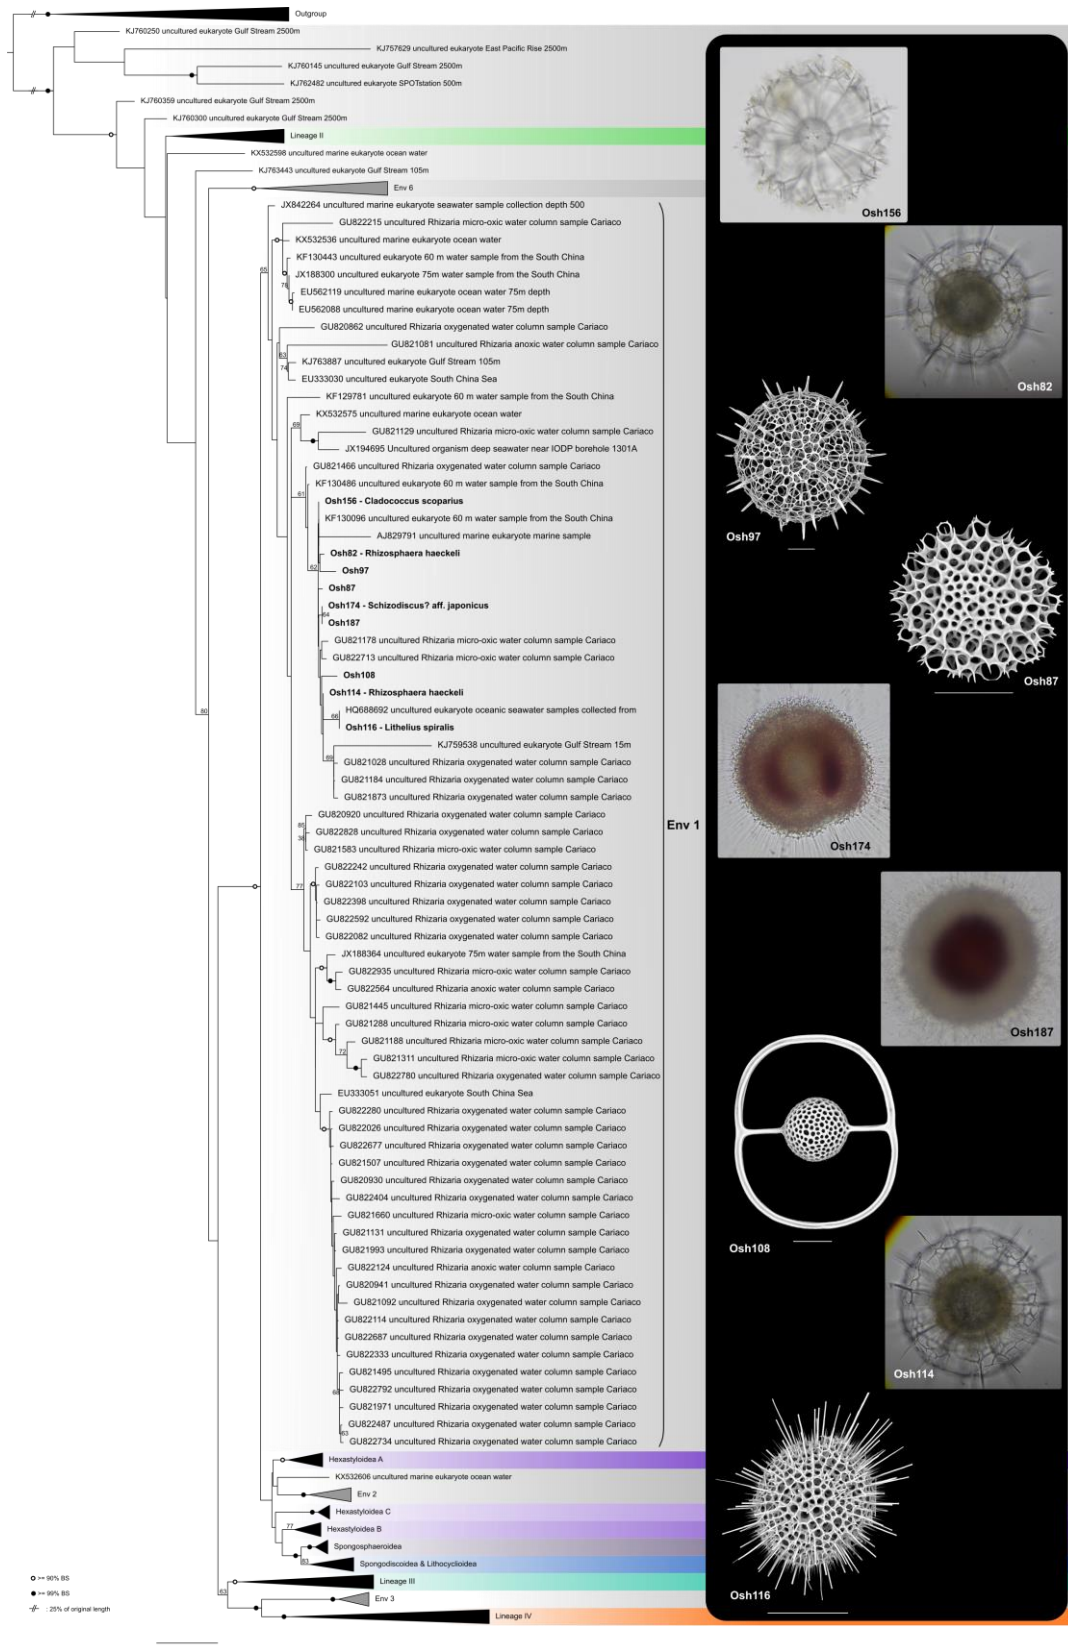 Outgroup
KJ760250 uncultured eukaryote Gulf Stream 2500m
KJ757629 uncultured eukaryote East Pacific Rise 2500m
KJ760145 uncultured eukaryote Gulf Stream 2500m
KJ762482 uncultured eukaryote SPOTstation 500m
KJ760359 uncultured eukaryote Gulf Stream 2500m
KJ760300 uncultured eukaryote Gulf Stream 2500m
Lineage II
KX532598 uncultured marine eukaryote ocean water
KJ763443 uncultured eukaryote Gulf Stream 105m
Env 6
JX842264 uncultured marine eukaryote seawater sample collection depth 500
GU822215 uncultured Rhizaria micro-oxic water column sample Cariaco
KX532536 uncultured marine eukaryote ocean water
KF130443 uncultured eukaryote 60 m water sample from the South China
65
JX188300 uncultured eukaryote 75m water sample from the South China
EU562119 uncultured marine eukaryote ocean water 75m depth
EU562088 uncultured marine eukaryote ocean water 75m depth
GU820862 uncultured Rhizaria oxygenated water column sample Cariaco
GU821081 uncultured Rhizaria anoxic water column sample Cariaco
63
KJ763887 uncultured eukaryote Gulf Stream 105m
74
EU333030 uncultured eukaryote South China Sea
KF129781 uncultured eukaryote 60 m water sample from the South China
KX532575 uncultured marine eukaryote ocean water
69
GU821129 uncultured Rhizaria micro-oxic water column sample Cariaco
JX194695 Uncultured organism deep seawater near IODP borehole 1301A
GU821466 uncultured Rhizaria oxygenated water column sample Cariaco
KF130486 uncultured eukaryote 60 m water sample from the South China
61
Osh156 - Cladococcus scoparius
KF130096 uncultured eukaryote 60 m water sample from the South China
AJ829791 uncultured marine eukaryote marine sample
Osh82 - Rhizosphaera haeckeli
62
Osh97
Osh87
Osh174 - Schizodiscus? aff. japonicus
64
Osh187
GU821178 uncultured Rhizaria micro-oxic water column sample Cariaco
GU822713 uncultured Rhizaria micro-oxic water column sample Cariaco
Osh108
Osh114 - Rhizosphaera haeckeli
HQ688692 uncultured eukaryote oceanic seawater samples collected from
66
Osh116 - Lithelius spiralis
80
KJ759538 uncultured eukaryote Gulf Stream 15m
89
GU821028 uncultured Rhizaria oxygenated water column sample Cariaco
GU821184 uncultured Rhizaria oxygenated water column sample Cariaco
GU821873 uncultured Rhizaria oxygenated water column sample Cariaco
GU820920 uncultured Rhizaria oxygenated water column sample Cariaco
GU822828 uncultured Rhizaria oxygenated water column sample Cariaco
GU821583 uncultured Rhizaria micro-oxic water column sample Cariaco
GU822242 uncultured Rhizaria oxygenated water column sample Cariaco
77
GU822103 uncultured Rhizaria oxygenated water column sample Cariaco
GU822398 uncultured Rhizaria oxygenated water column sample Cariaco
GU822592 uncultured Rhizaria oxygenated water column sample Cariaco
GU822082 uncultured Rhizaria oxygenated water column sample Cariaco
JX188364 uncultured eukaryote 75m water sample from the South China
GU822935 uncultured Rhizaria micro-oxic water column sample Cariaco
GU822564 uncultured Rhizaria anoxic water column sample Cariaco
GU821445 uncultured Rhizaria micro-oxic water column sample Cariaco
GU821288 uncultured Rhizaria micro-oxic water column sample Cariaco
GU821188 uncultured Rhizaria micro-oxic water column sample Cariaco
72
GU821311 uncultured Rhizaria micro-oxic water column sample Cariaco
GU822780 uncultured Rhizaria oxygenated water column sample Cariaco
EU333051 uncultured eukaryote South China Sea
GU822280 uncultured Rhizaria oxygenated water column sample Cariaco
GU822026 uncultured Rhizaria oxygenated water column sample Cariaco
GU822677 uncultured Rhizaria oxygenated water column sample Cariaco
GU821507 uncultured Rhizaria oxygenated water column sample Cariaco
GU820930 uncultured Rhizaria oxygenated water column sample Cariaco
GU822404 uncultured Rhizaria oxygenated water column sample Cariaco
GU821660 uncultured Rhizaria micro-oxic water column sample Cariaco
GU821131 uncultured Rhizaria oxygenated water column sample Cariaco
GU821993 uncultured Rhizaria oxygenated water column sample Cariaco
GU822124 uncultured Rhizaria anoxic water column sample Cariaco
GU820941 uncultured Rhizaria oxygenated water column sample Cariaco
GU821092 uncultured Rhizaria oxygenated water column sample Cariaco
GU822114 uncultured Rhizaria oxygenated water column sample Cariaco
GU822687 uncultured Rhizaria oxygenated water column sample Cariaco
GU822333 uncultured Rhizaria oxygenated water column sample Cariaco
GU821495 uncultured Rhizaria oxygenated water column sample Cariaco
GU822792 uncultured Rhizaria oxygenated water column sample Cariaco
GU821971 uncultured Rhizaria oxygenated water column sample Cariaco
GU822487 uncultured Rhizaria oxygenated water column sample Cariaco
63
GU822734 uncultured Rhizaria oxygenated water column sample Cariaco
Env 1
Hexastyloidea A
KX532606 uncultured marine eukaryote ocean water
Env 2
Hexastyloidea C
77
Hexastyloidea B
Spongosphaeroidea
83
Spongodiscoidea & Lithocyclioidea
Lineage III
63
Env 3
Lineage IV
>= 90% BS
>= 99% BS
: 25% of original length
Osh156
Osh82
Osh97
Osh87
Osh174
Osh187
Osh108
Osh114
Osh116